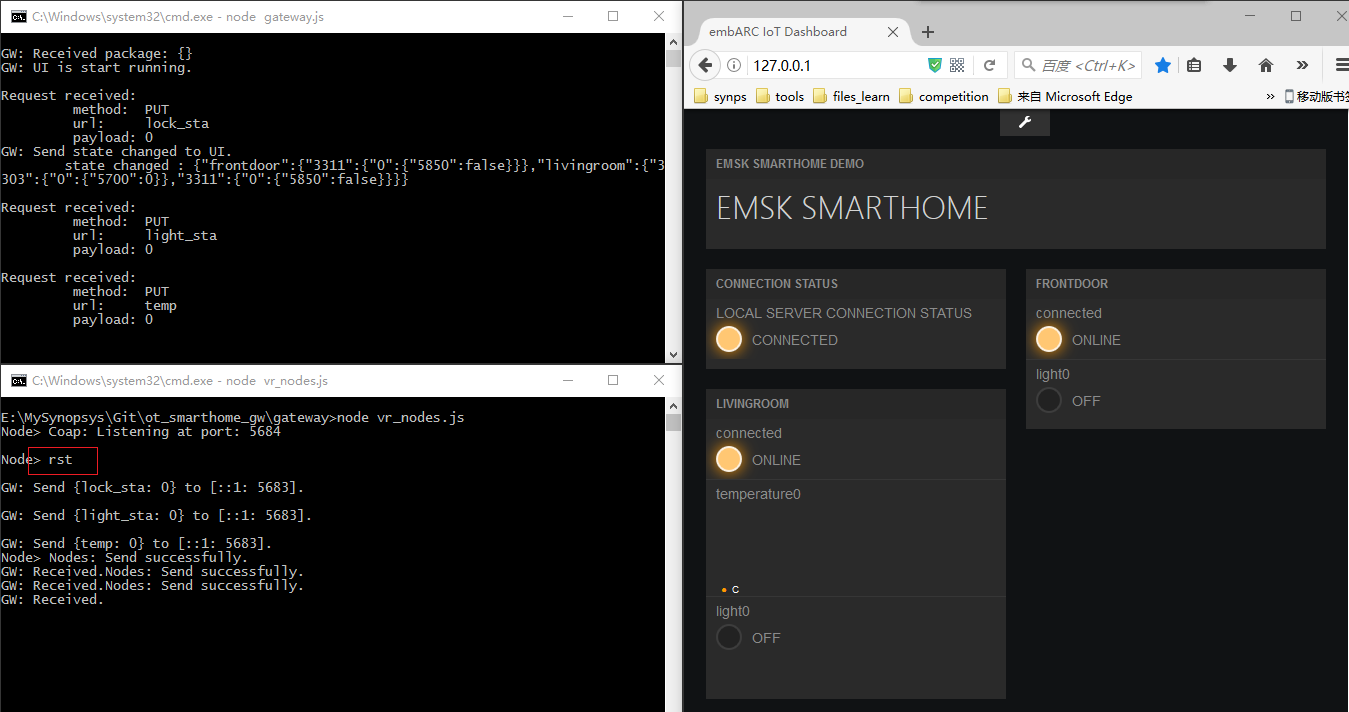 C:\Windows\system32\cmd.exe - node  gateway.js
GW: Received package: {}
GW: UI is start running.
Request received:
method:  PUT
url:     lock_sta
payload: 0
GW: Send state changed to UI.
state changed : {"frontdoor":{"3311":{"0":{"5850":false}}},"livingroom":{"3
303":{"0":{"5700":0}},"3311":{"0":{"5850":false}}}}
Request received:
method:  PUT
url:     light_sta
payload: 0
Request received:
method:  PUT
url:     temp
payload: 0
C:\Windows\system32\cmd.exe - node  vr_nodes.js
E:\MySynopsys\Git\ot_smarthome_gw\gateway>node vr_nodes.js
Node> Coap: Listening at port: 5684
Node> rst
GW: Send {lock_sta: 0} to [::1: 5683].
GW: Send {light_sta: 0} to [::1: 5683].
GW: Send {temp: 0} to [::1: 5683].
Node> Nodes: Send successfully.
GW: Received.Nodes: Send successfully.
GW: Received.Nodes: Send successfully.
GW: Received.
embARC IoT Dashboard
127.0.0.1
百度 <Ctrl+K>
synps tools files_learn competition 来自 Microsoft Edge » 移动版书签
EMSK SMARTHOME DEMO
EMSK SMARTHOME
CONNECTION STATUS
LOCAL SERVER CONNECTION STATUS
CONNECTED
FRONTDOOR
connected
ONLINE
light0
OFF
LIVINGROOM
connected
ONLINE
temperature0
C
light0
OFF